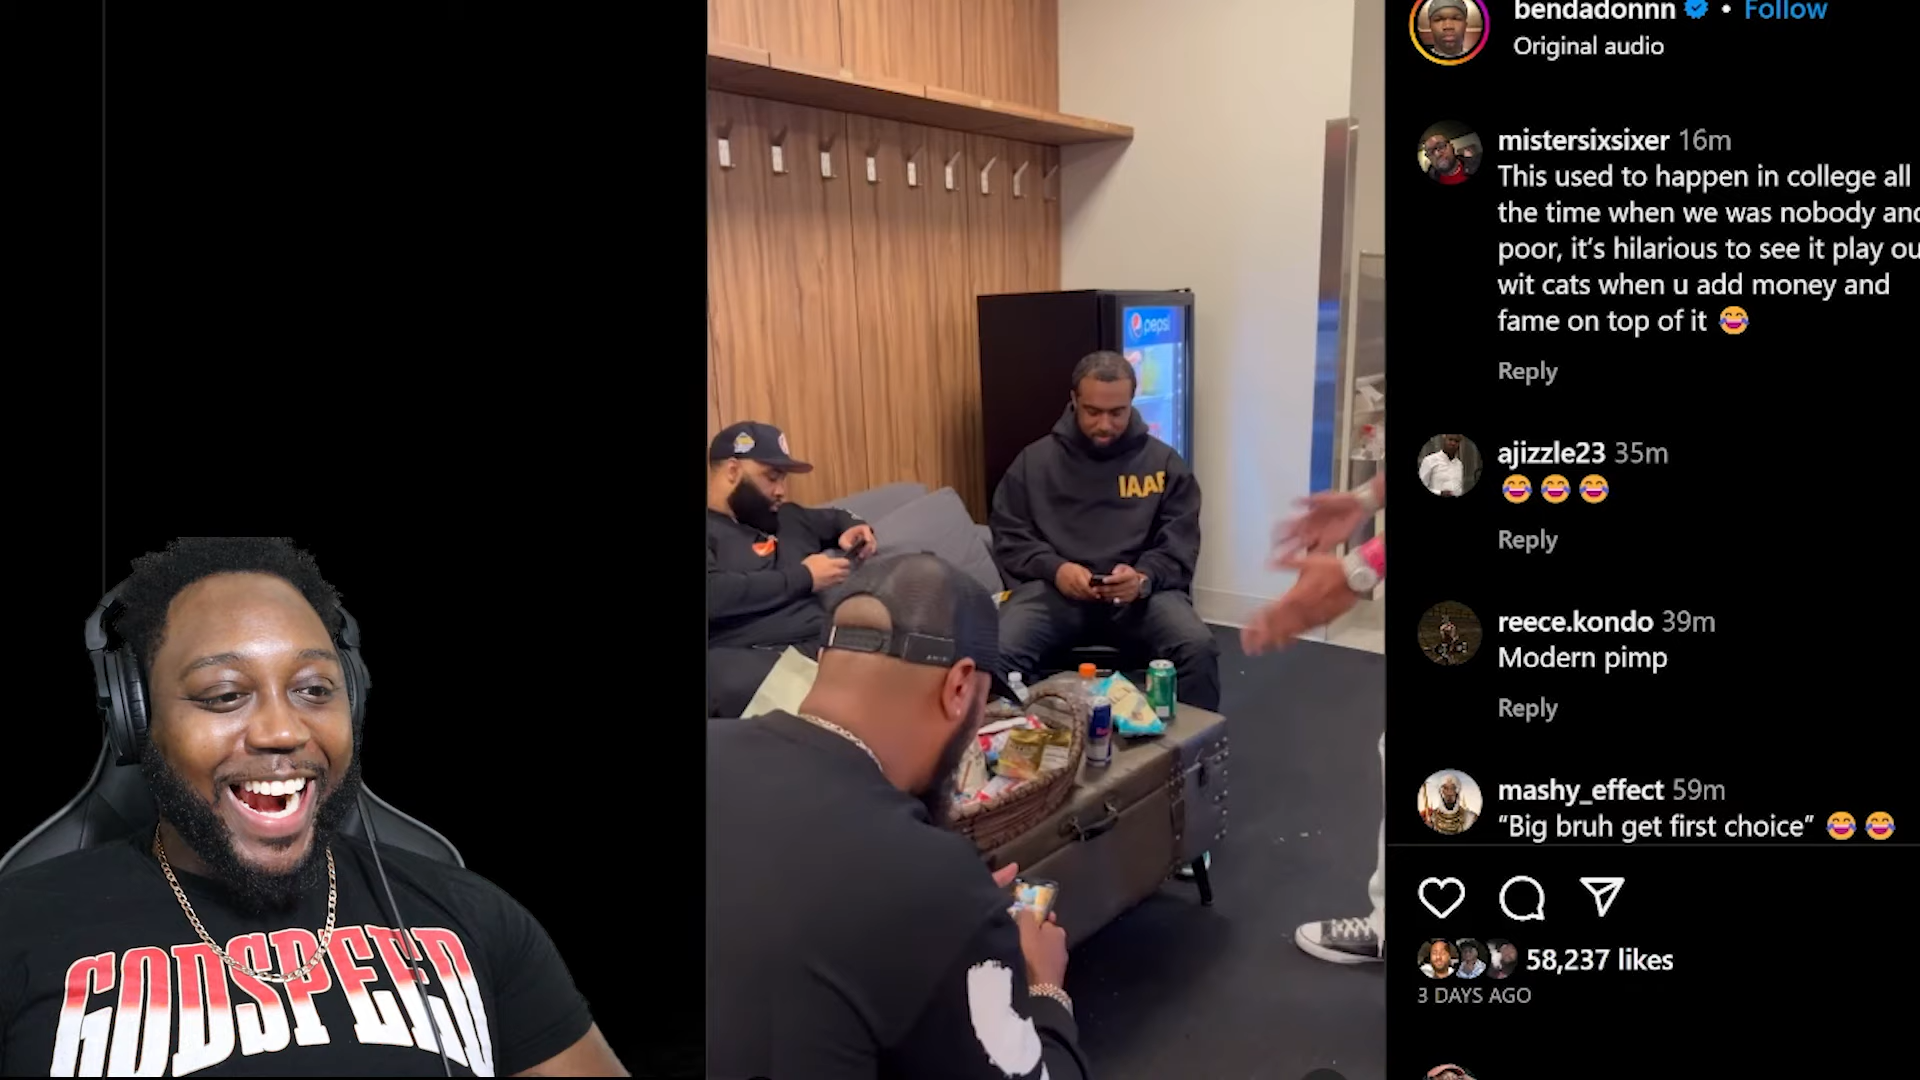 bendadonnn • Follow
Original audio
mistersixsixer 16m
This used to happen in college all
the time when we was nobody and
poor, it's hilarious to see it play ou
wit cats when u add money and
fame on top of it 😂
Reply
ajizzle23 35m
😂😂😂
Reply
reece.kondo 39m
Modern pimp
Reply
mashy_effect 59m
“Big bruh get first choice” 😂😂
58,237 likes
3 DAYS AGO
pepsi
IAAF
GODSPEED